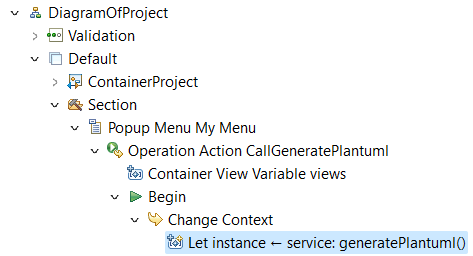 DiagramOfProject
Validation
Default
ContainerProject
Section
Popup Menu My Menu
Operation Action CallGeneratePlantuml
Container View Variable views
Begin
Change Context
Let instance ← service: generatePlantuml()